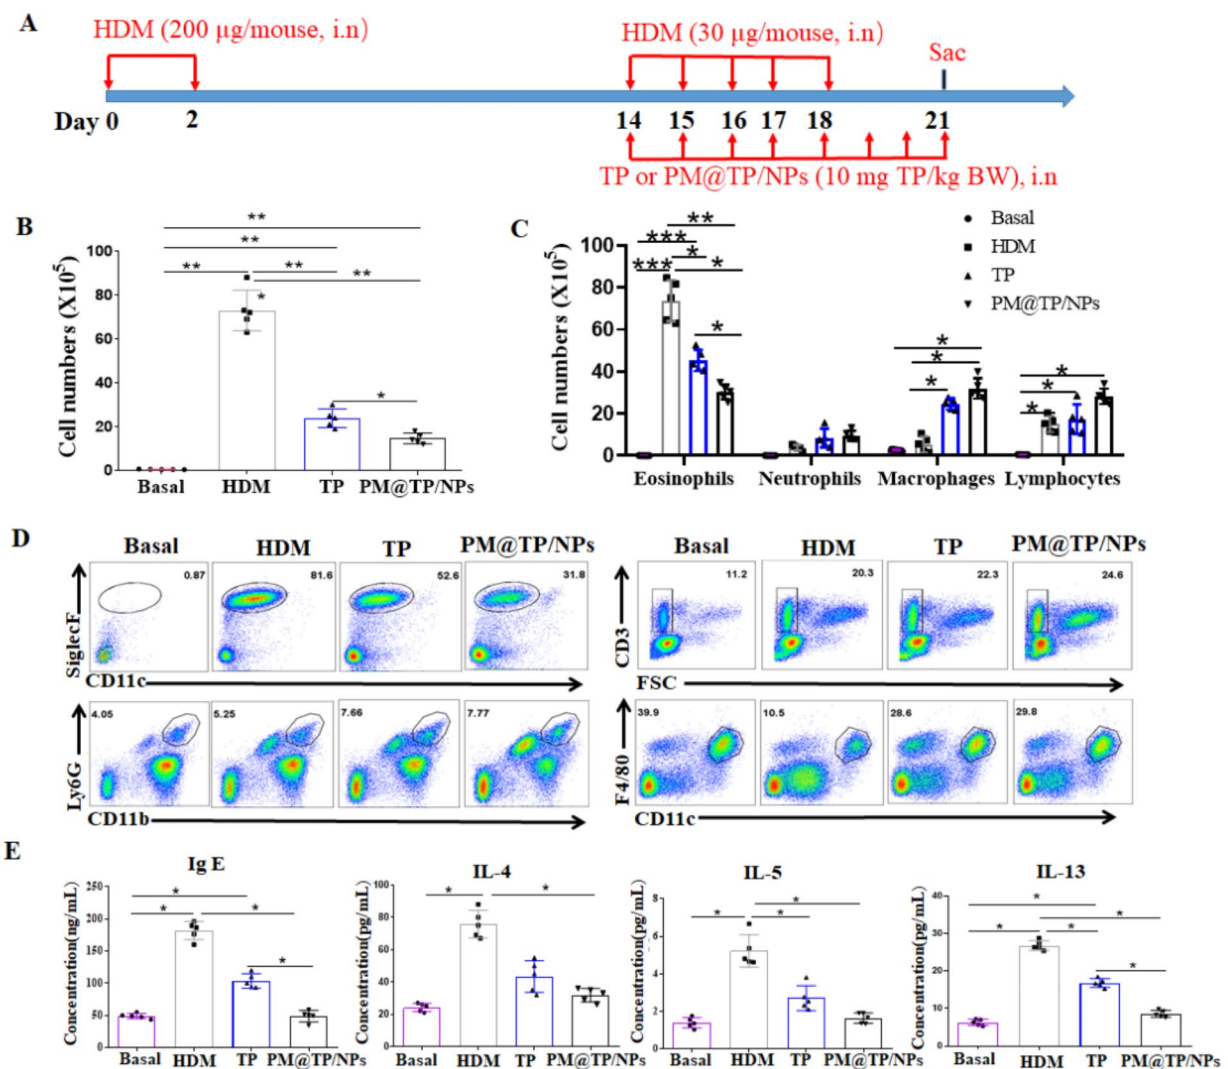 A
HDM (200 µg/mouse, i.n)
HDM (30 µg/mouse, i.n)
Sac
Day 0 2 14 15 16 17 18 21
TP or PM@TP/NPs (10 mg TP/kg BW), i.n
B
Cell numbers (X10⁵)
100
80
60
40
20
0
** ** ** ** ** * *
Basal HDM TP PM@TP/NPs
C
Cell numbers (X10⁵)
100
80
60
40
20
0
Basal
HDM
TP
PM@TP/NPs
** *** * *** * * * * * * * *
Eosinophils Neutrophils Macrophages Lymphocytes
D
Basal HDM TP PM@TP/NPs
0.87 81.6 52.6 31.8
SiglecF
CD11c
4.05 5.25 7.66 7.77
Ly6G
CD11b
Basal HDM TP PM@TP/NPs
11.2 20.3 22.3 24.6
CD3
FSC
39.9 10.5 28.6 29.8
F4/80
CD11c
E
Ig E
Concentration(ng/mL)
250
200
150
100
50
0
* * * *
Basal HDM TP PM@TP/NPs
IL-4
Concentration(pg/mL)
100
80
60
40
20
0
* *
Basal HDM TP PM@TP/NPs
IL-5
Concentration(pg/mL)
8
6
4
2
0
* * *
Basal HDM TP PM@TP/NPs
IL-13
Concentration(pg/mL)
40
30
20
10
0
* * * * *
Basal HDM TP PM@TP/NPs